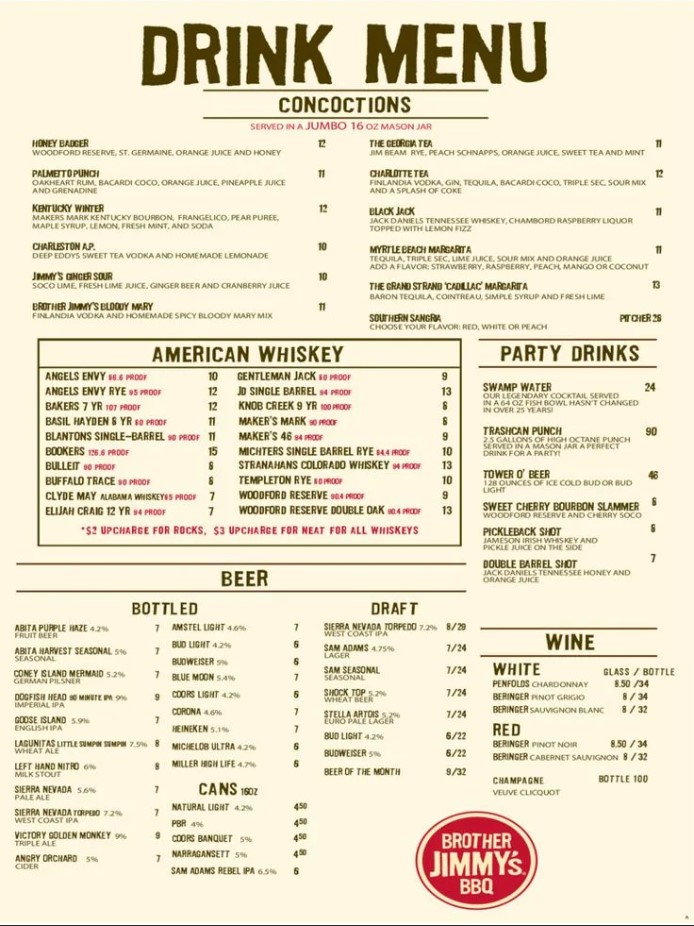 DRINK MENU
CONCOCTIONS
SERVED IN A JUMBO 16 OZ MASON JAR
HONEY BADGER 12
WOODFORD RESERVE, ST. GERMAINE, ORANGE JUICE AND HONEY
PALMETTO PUNCH 11
OAKHEART RUM, BACARDI COCO, ORANGE JUICE, PINEAPPLE JUICE
AND GRENADINE
KENTUCKY WINTER 12
MAKERS MARK KENTUCKY BOURBON, FRANGELICO, PEAR PUREE,
MAPLE SYRUP, LEMON, FRESH MINT, AND SODA
CHARLESTON A.P. 10
DEEP EDDYS SWEET TEA VODKA AND HOMEMADE LEMONADE
JIMMY'S GINGER SOUR 10
SOCO LIME, FRESH LIME JUICE, GINGER BEER AND CRANBERRY JUICE
BROTHER JIMMY'S BLOODY MARY 11
FINLANDIA VODKA AND HOMEMADE SPICY BLOODY MARY MIX
THE GEORGIA TEA 11
JIM BEAM RYE, PEACH SCHNAPPS, ORANGE JUICE, SWEET TEA AND MINT
CHARLOTTE TEA 12
FINLANDIA VODKA, GIN, TEQUILA, BACARDI COCO, TRIPLE SEC, SOUR MIX
AND A SPLASH OF COKE
BLACK JACK 11
JACK DANIELS TENNESSEE WHISKEY, CHAMBORD RASPBERRY LIQUOR
TOPPED WITH LEMON FIZZ
MYRTLE BEACH MARGARITA 11
TEQUILA, TRIPLE SEC, LIME JUICE, SOUR MIX AND ORANGE JUICE
ADD A FLAVOR: STRAWBERRY, RASPBERRY, PEACH, MANGO OR COCONUT
THE GRAND STRAND 'CADILLAC' MARGARITA 13
BARON TEQUILA, COINTREAU, SIMPLE SYRUP AND FRESH LIME
SOUTHERN SANGRIA PITCHER 26
CHOOSE YOUR FLAVOR: RED, WHITE OR PEACH
AMERICAN WHISKEY
ANGELS ENVY 86.6 PROOF 10
ANGELS ENVY RYE 95 PROOF 12
BAKERS 7 YR 107 PROOF 12
BASIL HAYDEN 8 YR 80 PROOF 11
BLANTONS SINGLE-BARREL 90 PROOF 11
BOOKERS 126.6 PROOF 15
BULLEIT 90 PROOF 8
BUFFALO TRACE 90 PROOF 8
CLYDE MAY ALABAMA WHISKEY 85 PROOF 7
ELIJAH CRAIG 12 YR 94 PROOF 7
GENTLEMAN JACK 80 PROOF 9
JD SINGLE BARREL 94 PROOF 13
KNOB CREEK 9 YR 100 PROOF 8
MAKER'S MARK 90 PROOF 8
MAKER'S 46 94 PROOF 9
MICHTERS SINGLE BARREL RYE 84.4 PROOF 10
STRANAHANS COLORADO WHISKEY 94 PROOF 13
TEMPLETON RYE 80 PROOF 10
WOODFORD RESERVE 90.4 PROOF 9
WOODFORD RESERVE DOUBLE OAK 90.4 PROOF 13
*$2 UPCHARGE FOR ROCKS, $3 UPCHARGE FOR NEAT FOR ALL WHISKEYS
PARTY DRINKS
SWAMP WATER 24
OUR LEGENDARY COCKTAIL SERVED
IN A 64 OZ FISH BOWL HASN'T CHANGED
IN OVER 25 YEARS!
TRASHCAN PUNCH 90
2.5 GALLONS OF HIGH OCTANE PUNCH
SERVED IN A MASON JAR A PERFECT
DRINK FOR A PARTY!
TOWER O' BEER 46
128 OUNCES OF ICE COLD BUD OR BUD
LIGHT
SWEET CHERRY BOURBON SLAMMER 6
WOODFORD RESERVE AND CHERRY SOCO
PICKLEBACK SHOT 6
JAMESON IRISH WHISKEY AND
PICKLE JUICE ON THE SIDE
DOUBLE BARREL SHOT 7
JACK DANIELS TENNESSEE HONEY AND
ORANGE JUICE
BEER
BOTTLED
ABITA PURPLE HAZE 4.2% 7
FRUIT BEER
ABITA HARVEST SEASONAL 5% 7
SEASONAL
CONEY ISLAND MERMAID 5.2% 7
GERMAN PILSNER
DOGFISH HEAD 90 MINUTE IPA 9% 9
IMPERIAL IPA
GOOSE ISLAND 5.9% 7
ENGLISH IPA
LAGUNITAS LITTLE SUMPIN SUMPIN 7.5% 8
WHEAT ALE
LEFT HAND NITRO 6% 8
MILK STOUT
SIERRA NEVADA 5.6% 7
PALE ALE
SIERRA NEVADA TORPEDO 7.2% 7
WEST COAST IPA
VICTORY GOLDEN MONKEY 9% 9
TRIPLE ALE
ANGRY ORCHARD 5% 7
CIDER
AMSTEL LIGHT 4.6% 7
BUD LIGHT 4.2% 6
BUDWEISER 5% 6
BLUE MOON 5.4% 7
COORS LIGHT 4.2% 6
CORONA 4.6% 7
HEINEKEN 5.1% 7
MICHELOB ULTRA 4.2% 6
MILLER HIGH LIFE 4.7% 6
CANS 16OZ
NATURAL LIGHT 4.2% 4.50
PBR 4% 4.50
COORS BANQUET 5% 4.50
NARRAGANSETT 5% 4.50
SAM ADAMS REBEL IPA 6.5% 6
DRAFT
SIERRA NEVADA TORPEDO 7.2% 8/29
WEST COAST IPA
SAM ADAMS 4.75% 7/24
LAGER
SAM SEASONAL 7/24
SEASONAL
SHOCK TOP 5.2% 7/24
WHEAT BEER
STELLA ARTOIS 5.2% 7/24
EURO PALE LAGER
BUD LIGHT 4.2% 6/22
BUDWEISER 5% 6/22
BEER OF THE MONTH 9/32
WINE
WHITE GLASS / BOTTLE
PENFOLDS CHARDONNAY 8.50 /34
BERINGER PINOT GRIGIO 8 / 34
BERINGER SAUVIGNON BLANC 8 / 32
RED
BERINGER PINOT NOIR 8.50 / 34
BERINGER CABERNET SAUVIGNON 8 / 32
CHAMPAGNE BOTTLE 100
VEUVE CLICQUOT
BROTHER
JIMMY'S
BBQ